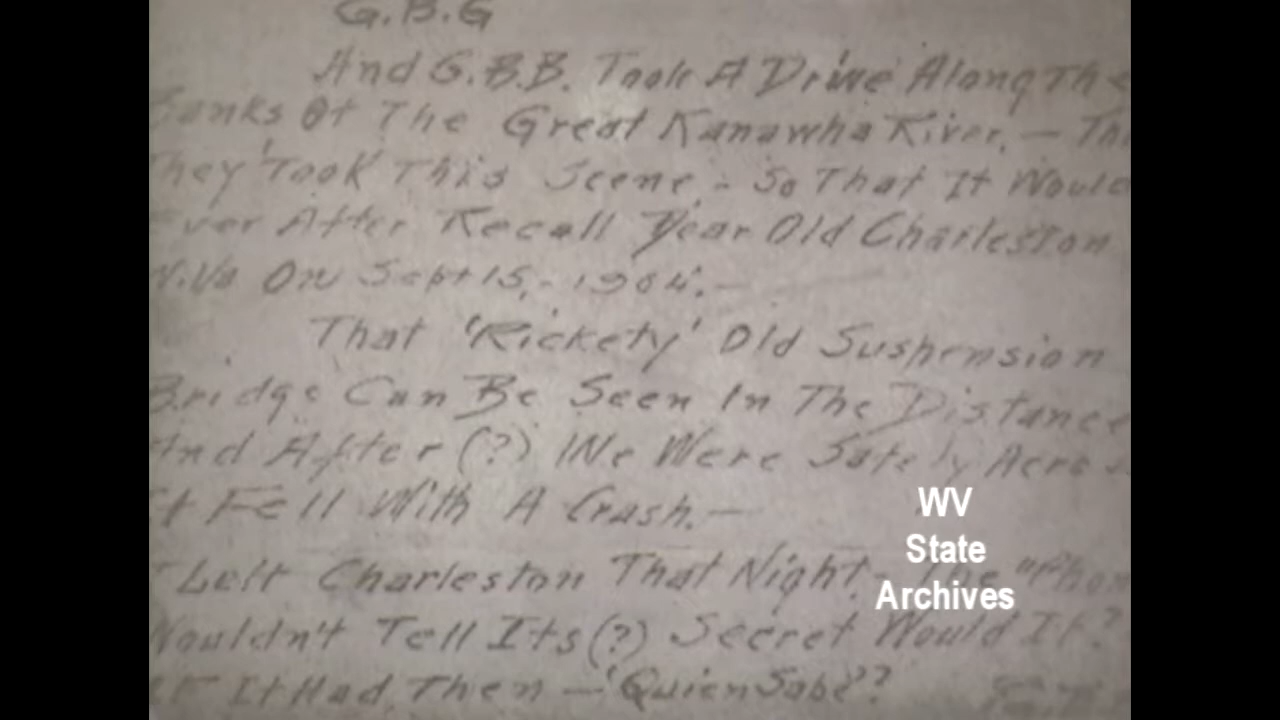 G.B.G
And G.B.B. Took A Drive Along The
Banks Of The Great Kanawha River. — 
They Took This Scene. - So That It Would
Ever After Recall Dear Old Charleston
W.Va On Sept 15, - 1904. —
That 'Rickety' Old Suspension
Bridge Can Be Seen In The Distance
And After (?) We Were Safely Across
It Fell With A Crash. —
I Left Charleston That Night. The
Wouldn't Tell Its (?) Secret Would It?
If It Had Then — 'Quien Sabe'?
WV
State
Archives